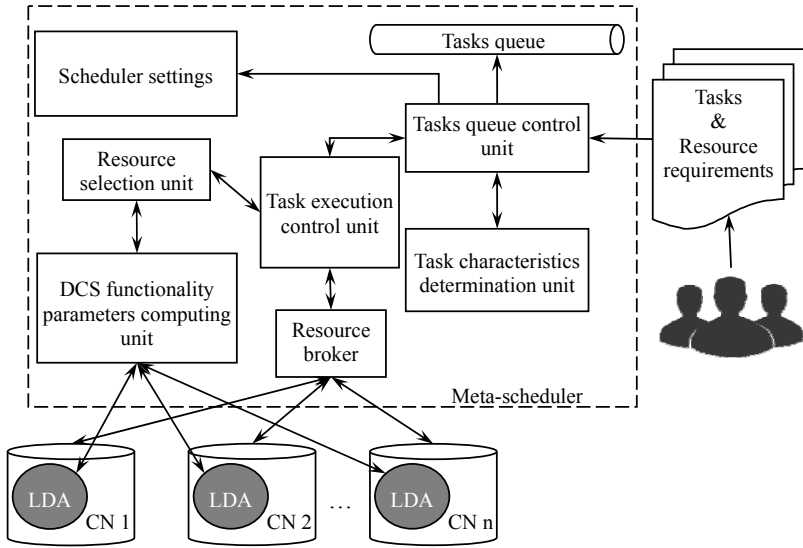 Tasks queue
Scheduler settings
Tasks
&
Resource
requirements
Tasks queue control
unit
Resource
selection unit
Task execution
control unit
Task characteristics
determination unit
DCS functionality
parameters computing
unit
Resource
broker
Meta-scheduler
LDA
CN 1
LDA
CN 2
...
LDA
CN n